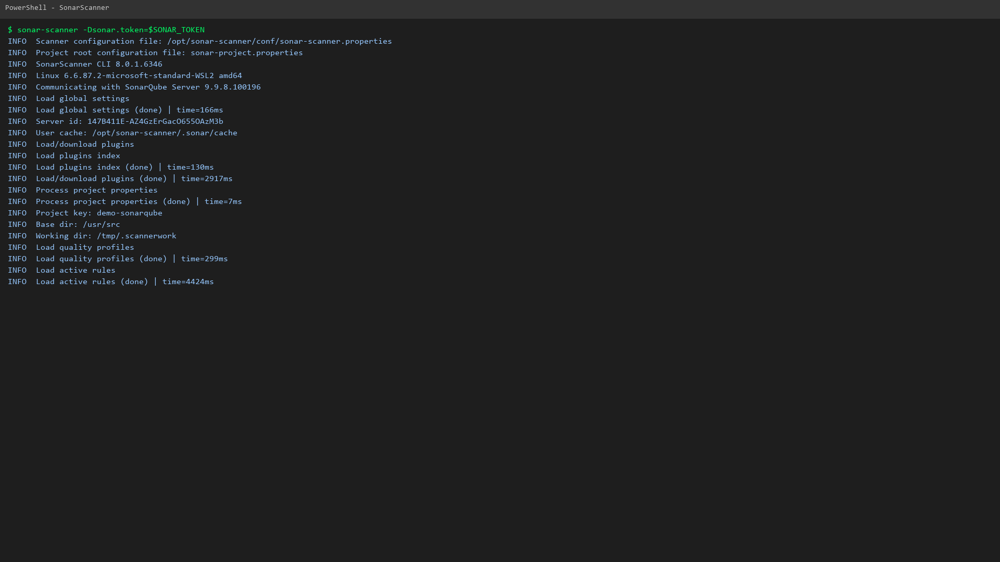 PowerShell - SonarScanner
$ sonar-scanner -Dsonar.token=$SONAR_TOKEN
INFO  Scanner configuration file: /opt/sonar-scanner/conf/sonar-scanner.properties
INFO  Project root configuration file: sonar-project.properties
INFO  SonarScanner CLI 8.0.1.6346
INFO  Linux 6.6.87.2-microsoft-standard-WSL2 amd64
INFO  Communicating with SonarQube Server 9.9.8.100196
INFO  Load global settings
INFO  Load global settings (done) | time=166ms
INFO  Server id: 147B411E-AZ4GzErGacO655OAzM3b
INFO  User cache: /opt/sonar-scanner/.sonar/cache
INFO  Load/download plugins
INFO  Load plugins index
INFO  Load plugins index (done) | time=130ms
INFO  Load/download plugins (done) | time=2917ms
INFO  Process project properties
INFO  Process project properties (done) | time=7ms
INFO  Project key: demo-sonarqube
INFO  Base dir: /usr/src
INFO  Working dir: /tmp/.scannerwork
INFO  Load quality profiles
INFO  Load quality profiles (done) | time=299ms
INFO  Load active rules
INFO  Load active rules (done) | time=4424ms